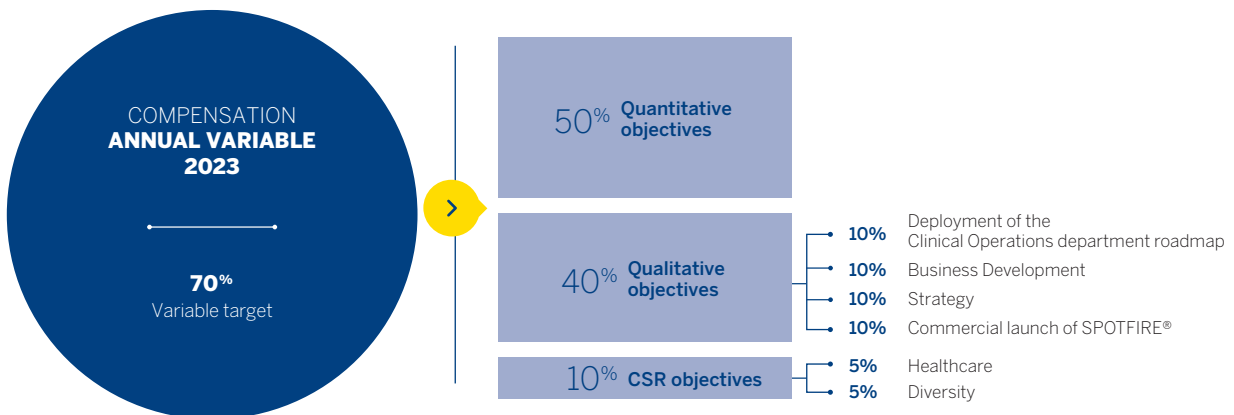 COMPENSATION
ANNUAL VARIABLE
2023
70%
Variable target
50% Quantitative
objectives
40% Qualitative
objectives
10% Deployment of the
Clinical Operations department roadmap
10% Business Development
10% Strategy
10% Commercial launch of SPOTFIRE®
10% CSR objectives
5% Healthcare
5% Diversity